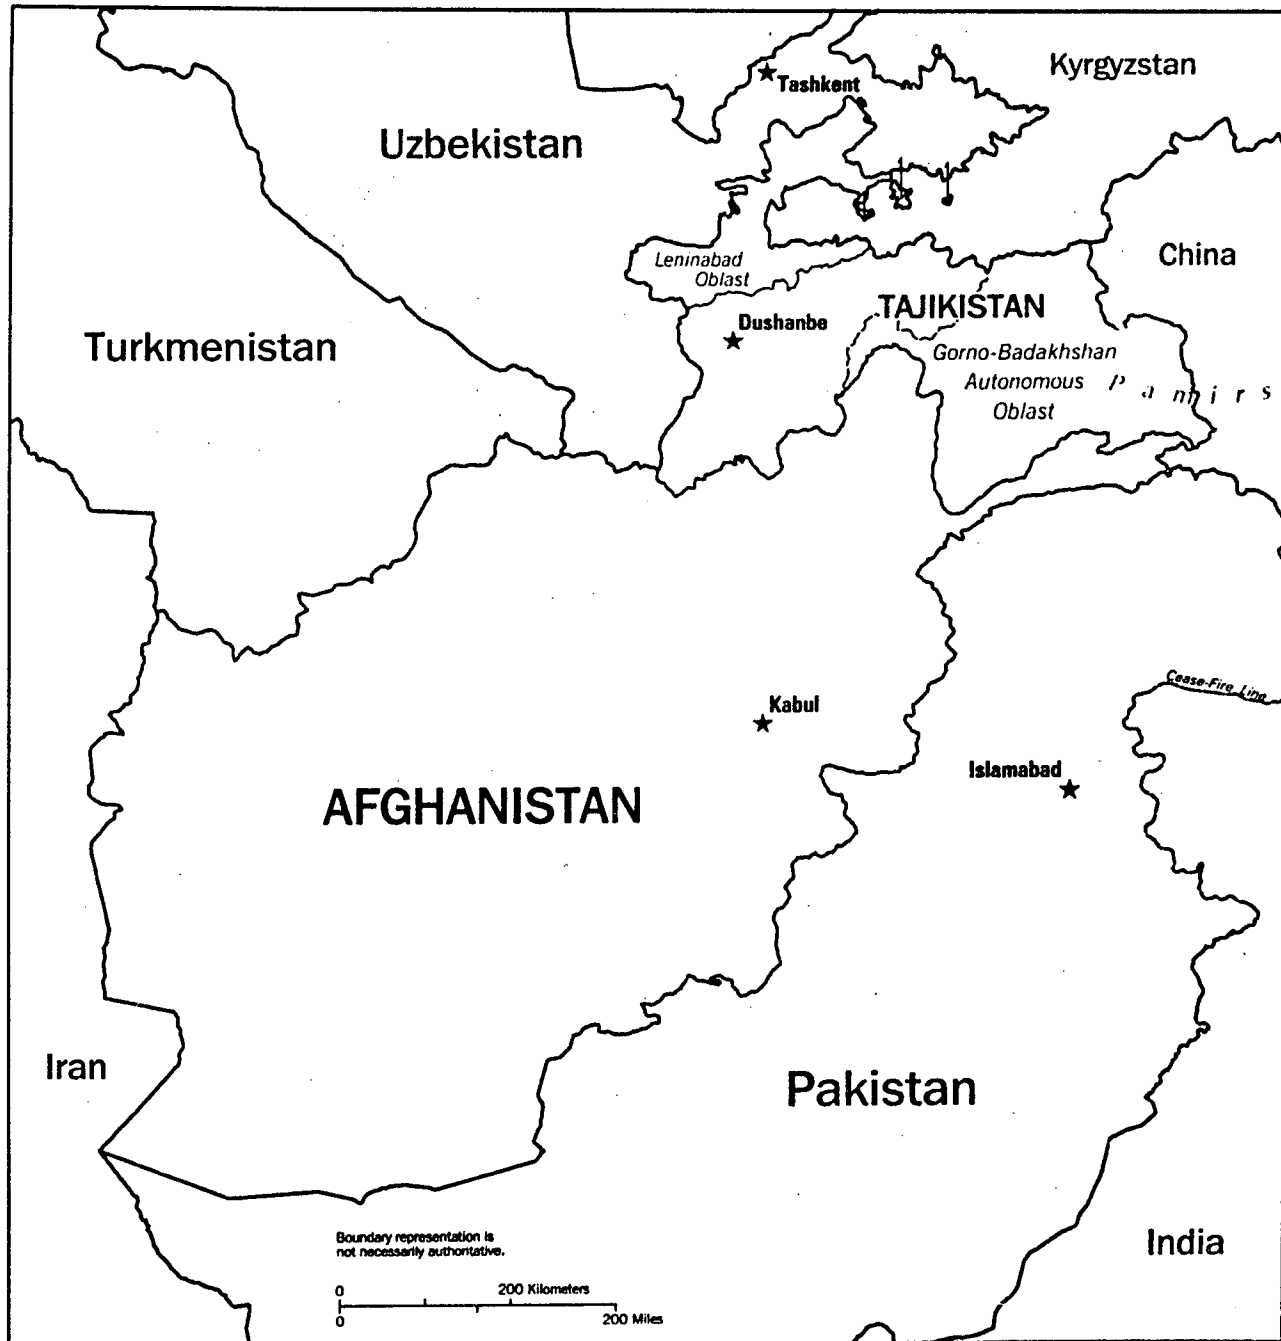 Kyrgyzstan
Tashkent
Uzbekistan
Leninabad
Oblast
China
TAJIKISTAN
Dushanbe
Turkmenistan
Gorno-Badakhshan
Autonomous
Oblast
Pamirs
Cease-Fire Line
Kabul
Islamabad
AFGHANISTAN
Iran
Pakistan
Boundary representation is
not necessarily authoritative.
India
0 200 Kilometers
0 200 Miles